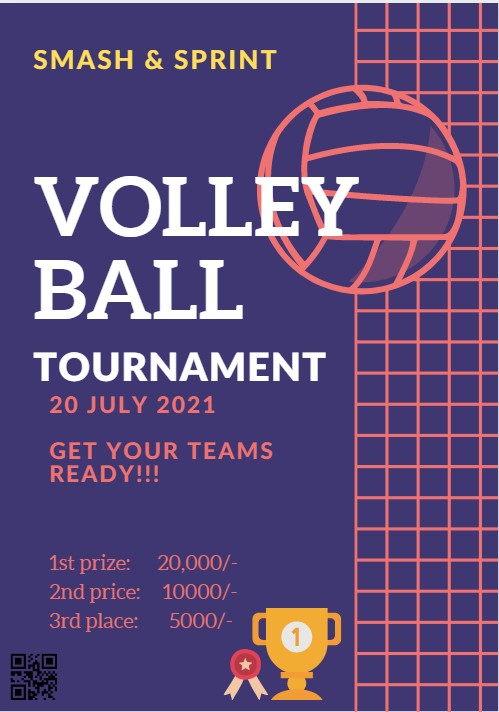 SMASH & SPRINT
VOLLEY
BALL
TOURNAMENT
20 JULY 2021
GET YOUR TEAMS
READY!!!
1st prize: 20,000/-
2nd price: 10000/-
3rd place: 5000/-
1